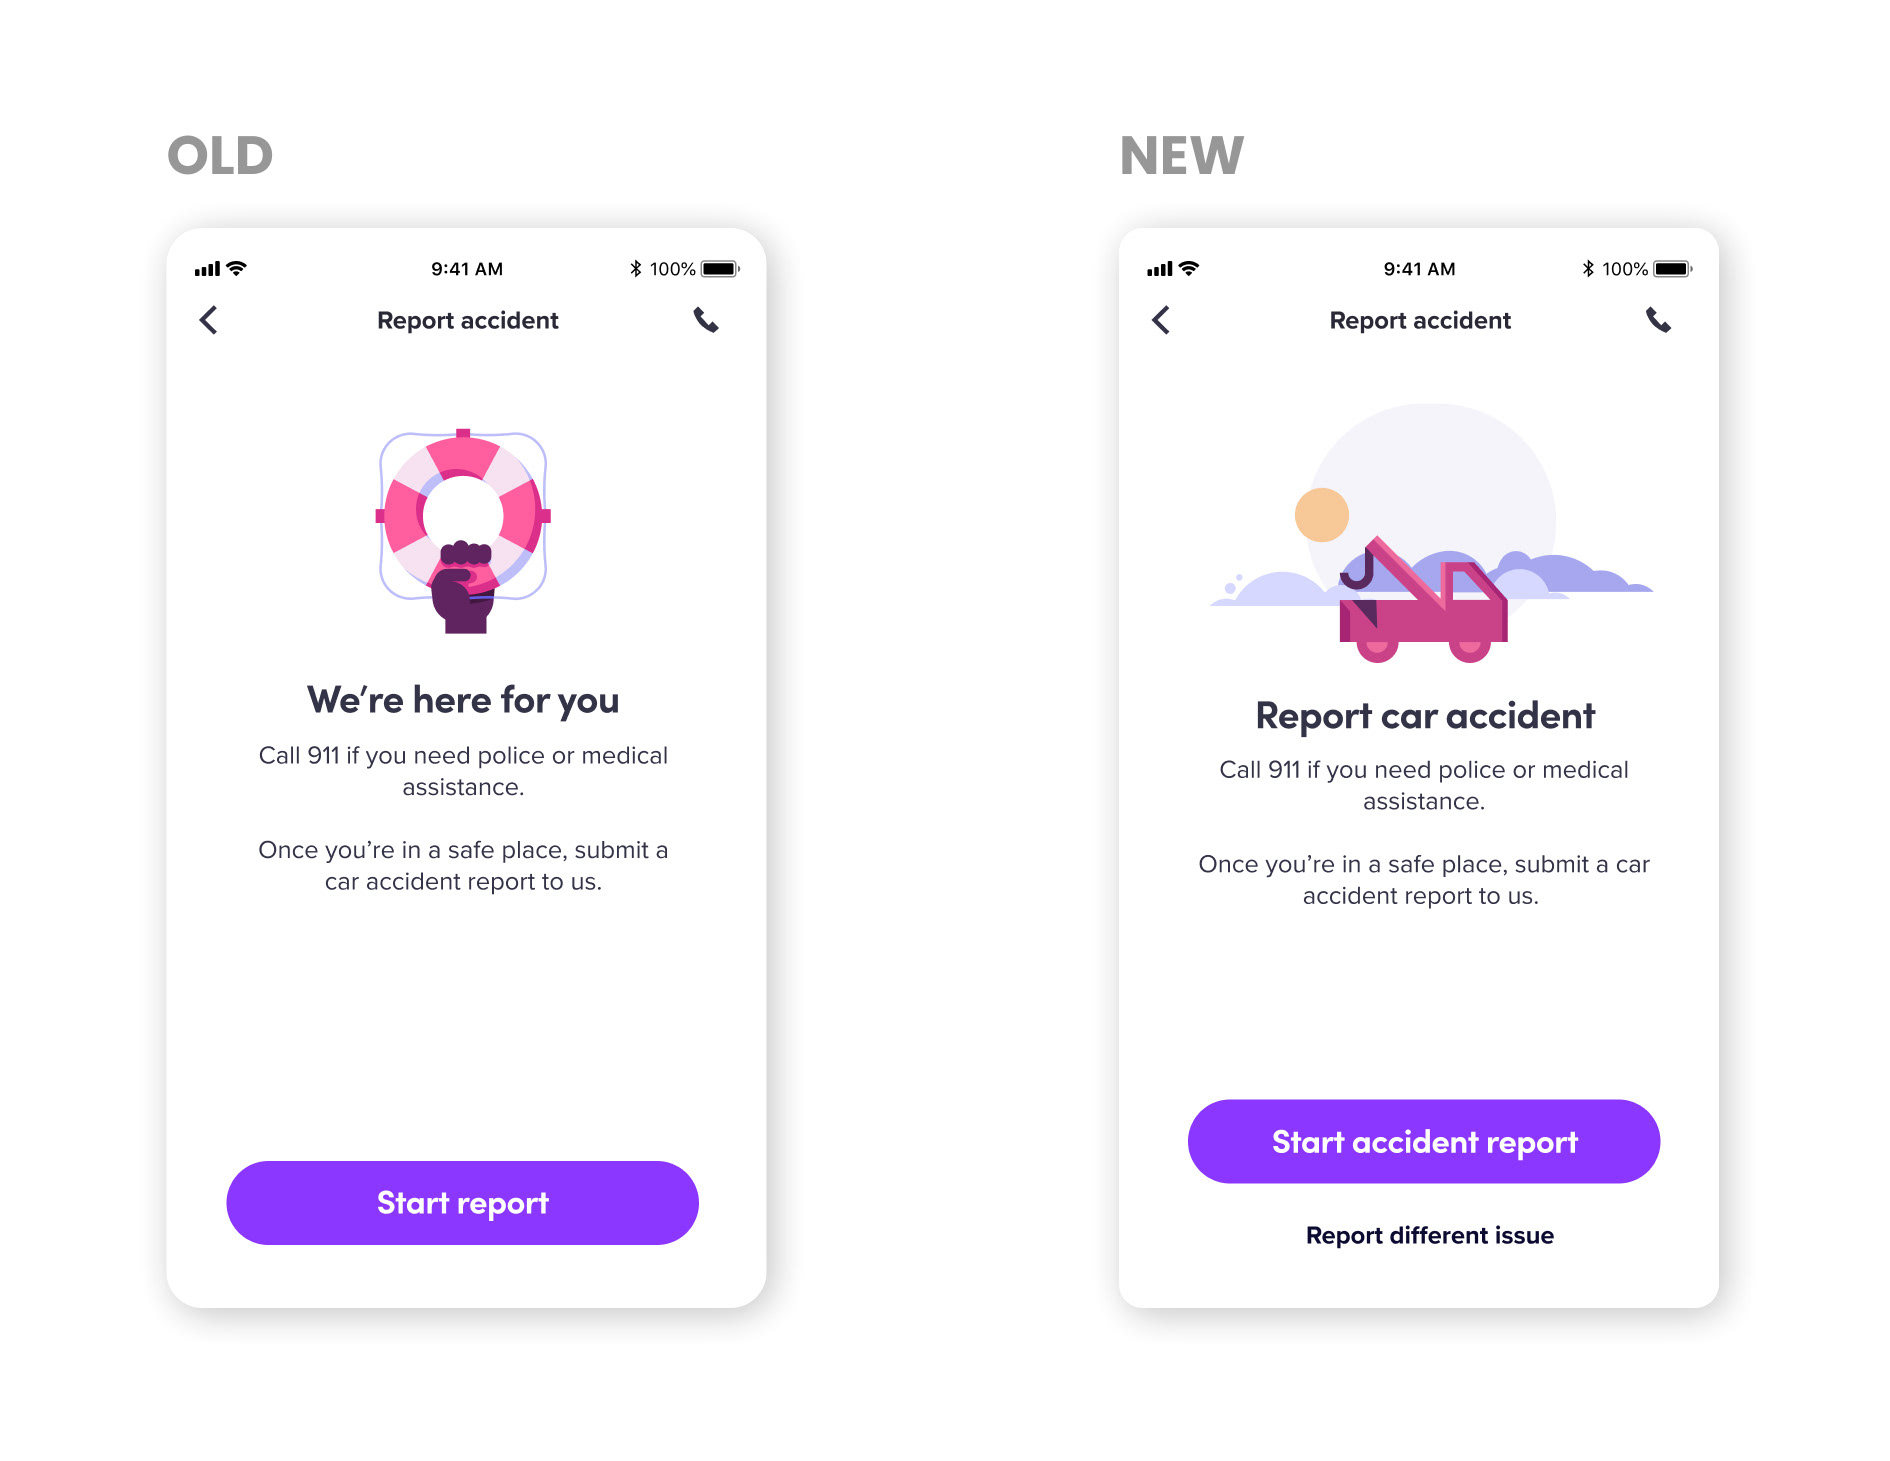 OLD
9:41 AM
100%
Report accident
We're here for you
Call 911 if you need police or medical
assistance.
Once you're in a safe place, submit a
car accident report to us.
Start report
NEW
9:41 AM
100%
Report accident
Report car accident
Call 911 if you need police or medical
assistance.
Once you're in a safe place, submit a car
accident report to us.
Start accident report
Report different issue